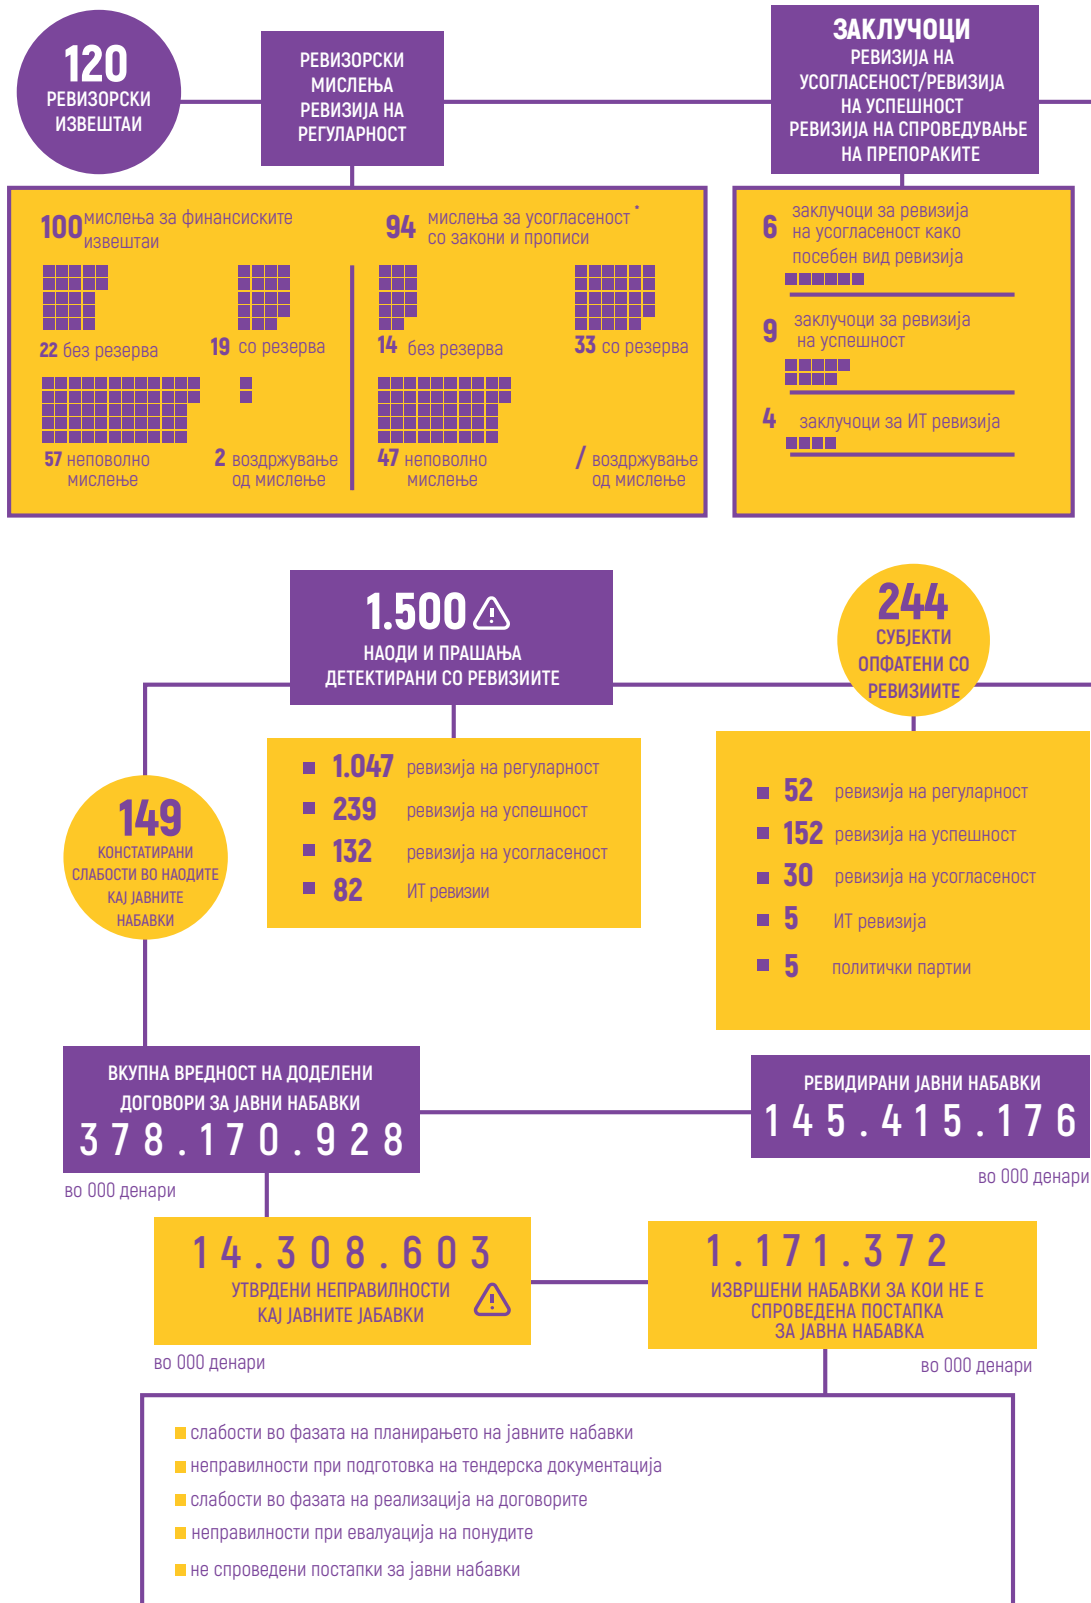 120
РЕВИЗОРСКИ
ИЗВЕШТАИ
РЕВИЗОРСКИ
МИСЛЕЊА
РЕВИЗИЈА НА
РЕГУЛАРНОСТ
ЗАКЛУЧОЦИ
РЕВИЗИЈА НА
УСОГЛАСЕНОСТ/РЕВИЗИЈА
НА УСПЕШНОСТ
РЕВИЗИЈА НА СПРОВЕДУВАЊЕ
НА ПРЕПОРАКИТЕ
100 мислења за финансиските
извештаи
22 без резерва
19 со резерва
57 неповолно
мислење
2 воздржување
од мислење
94 мислења за усогласеност *
со закони и прописи
14 без резерва
33 со резерва
47 неповолно
мислење
/ воздржување
од мислење
6 заклучоци за ревизија
на усогласеност како
посебен вид ревизија
9 заклучоци за ревизија
на успешност
4 заклучоци за ИТ ревизија
1.500
НАОДИ И ПРАШАЊА
ДЕТЕКТИРАНИ СО РЕВИЗИИТЕ
1.047 ревизија на регуларност
239 ревизија на успешност
132 ревизија на усогласеност
82 ИТ ревизии
244
СУБЈЕКТИ
ОПФАТЕНИ СО
РЕВИЗИИТЕ
52 ревизија на регуларност
152 ревизија на успешност
30 ревизија на усогласеност
5 ИТ ревизија
5 политички партии
149
КОНСТАТИРАНИ
СЛАБОСТИ ВО НАОДИТЕ
КАЈ ЈАВНИТЕ
НАБАВКИ
ВКУПНА ВРЕДНОСТ НА ДОДЕЛЕНИ
ДОГОВОРИ ЗА ЈАВНИ НАБАВКИ
378.170.928
во 000 денари
РЕВИДИРАНИ ЈАВНИ НАБАВКИ
145.415.176
во 000 денари
14.308.603
УТВРДЕНИ НЕПРАВИЛНОСТИ
КАЈ ЈАВНИТЕ ЈАБАВКИ
во 000 денари
1.171.372
ИЗВРШЕНИ НАБАВКИ ЗА КОИ НЕ Е
СПРОВЕДЕНА ПОСТАПКА
ЗА ЈАВНА НАБАВКА
во 000 денари
слабости во фазата на планирањето на јавните набавки
неправилности при подготовка на тендерска документација
слабости во фазата на реализација на договорите
неправилности при евалуација на понудите
не спроведени постапки за јавни набавки